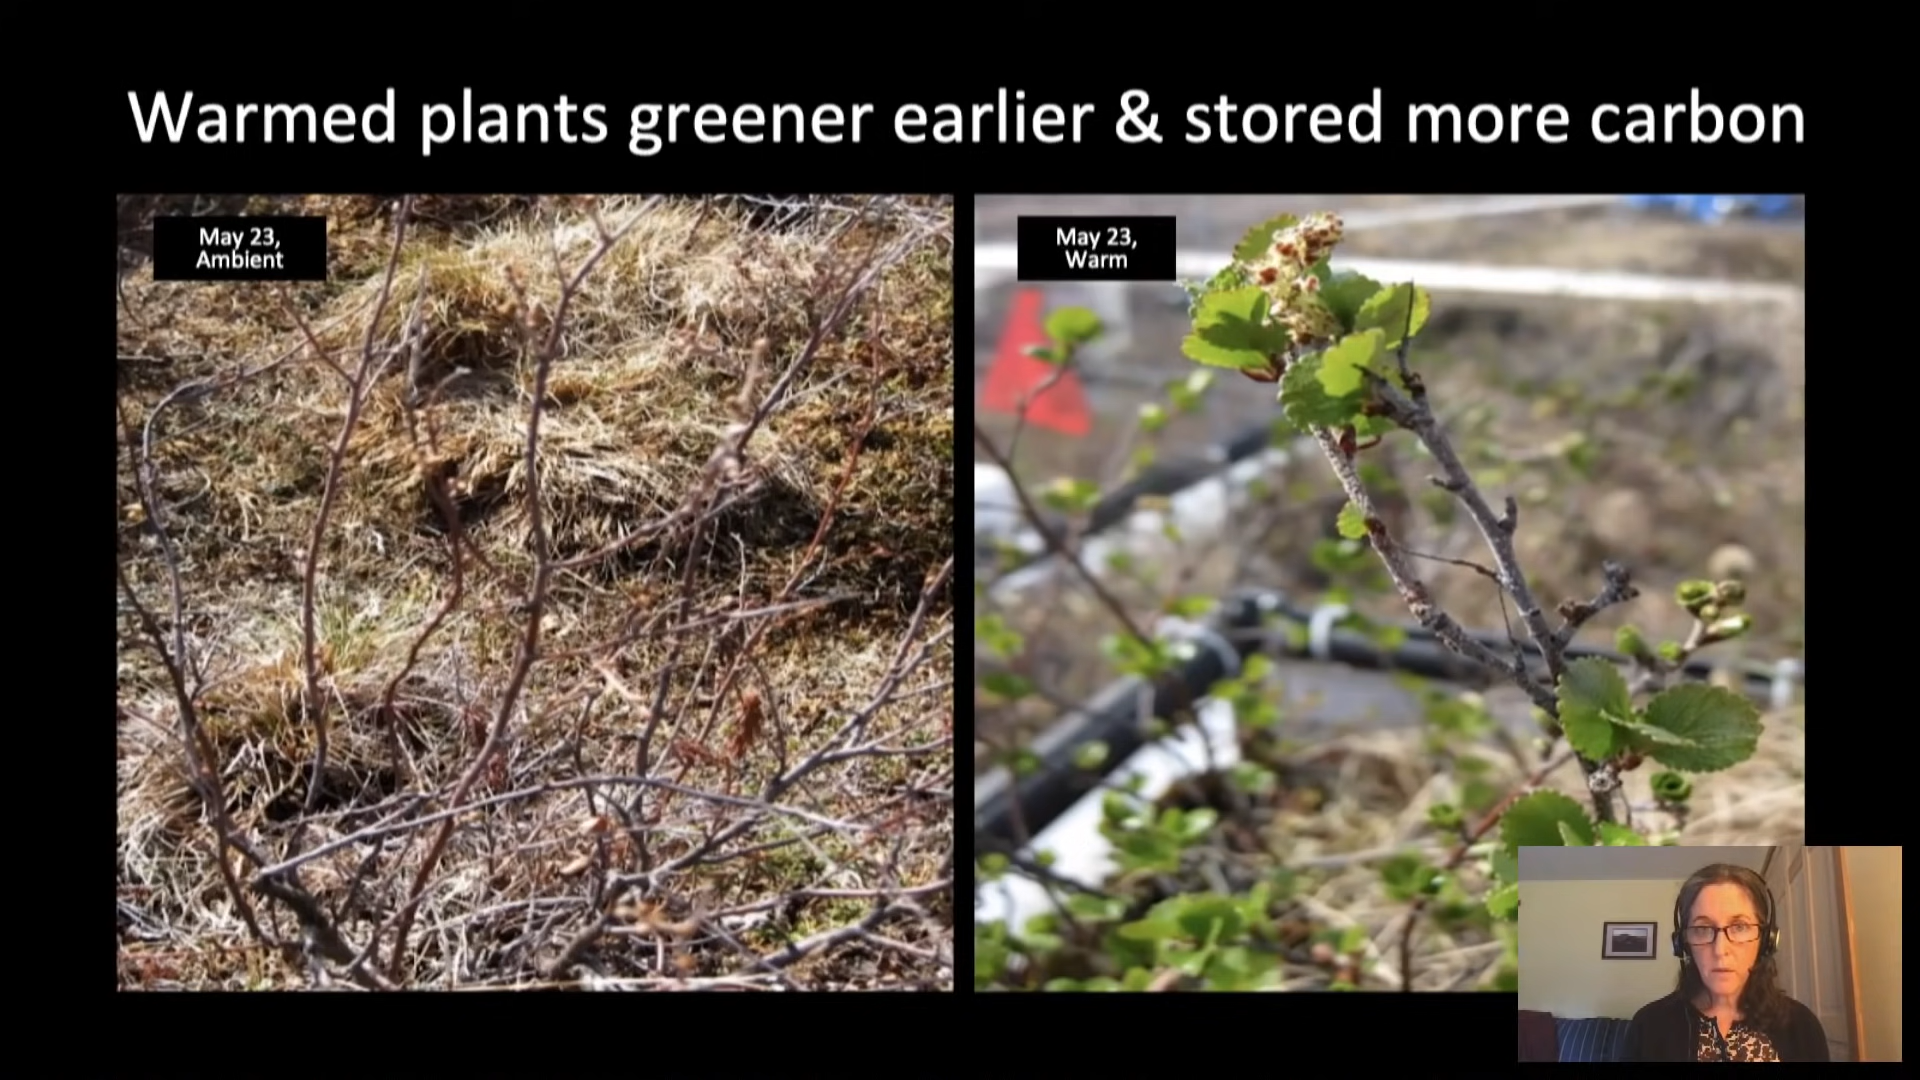 Warmed plants greener earlier & stored more carbon
May 23,
Ambient
May 23,
Warm